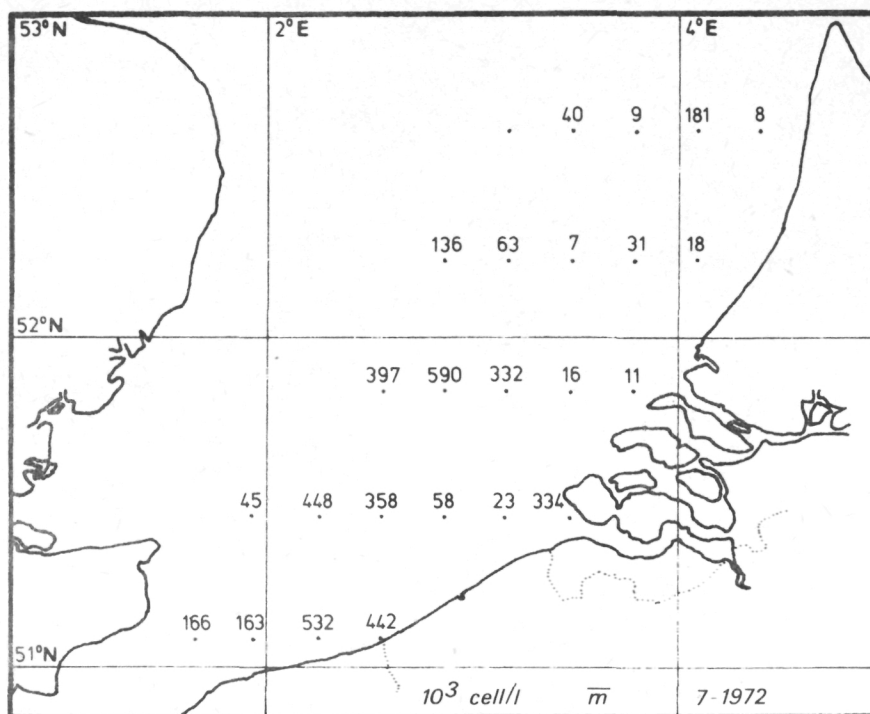 53°N 2°E 4°E
40 9 181 8
136 63 7 31 18
52°N
397 590 332 16 11
45 448 358 58 23 334
166 163 532 442
51°N
10³ cell/l m̅ 7-1972